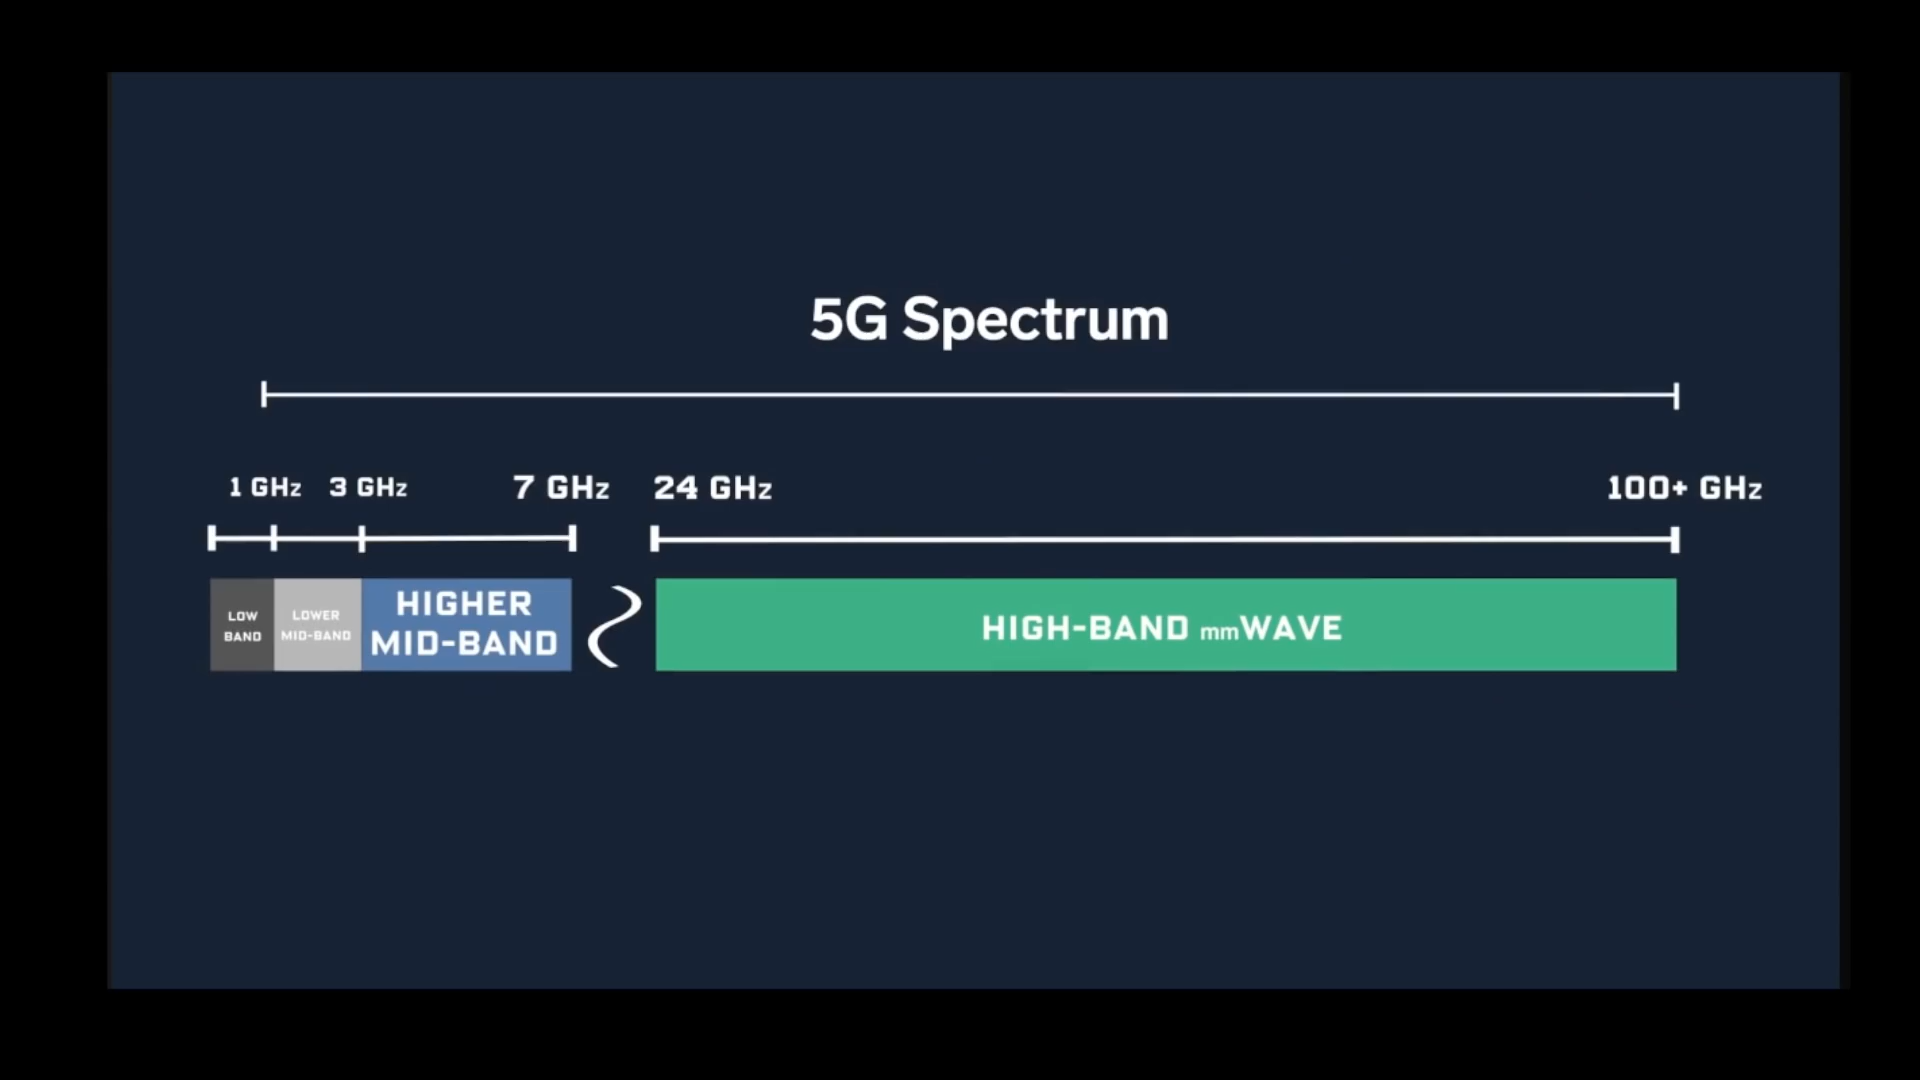 5G Spectrum
1 GHz 3 GHz 7 GHz 24 GHz 100+ GHz
LOW
BAND
LOWER
MID-BAND
HIGHER
MID-BAND
HIGH-BAND mmWAVE